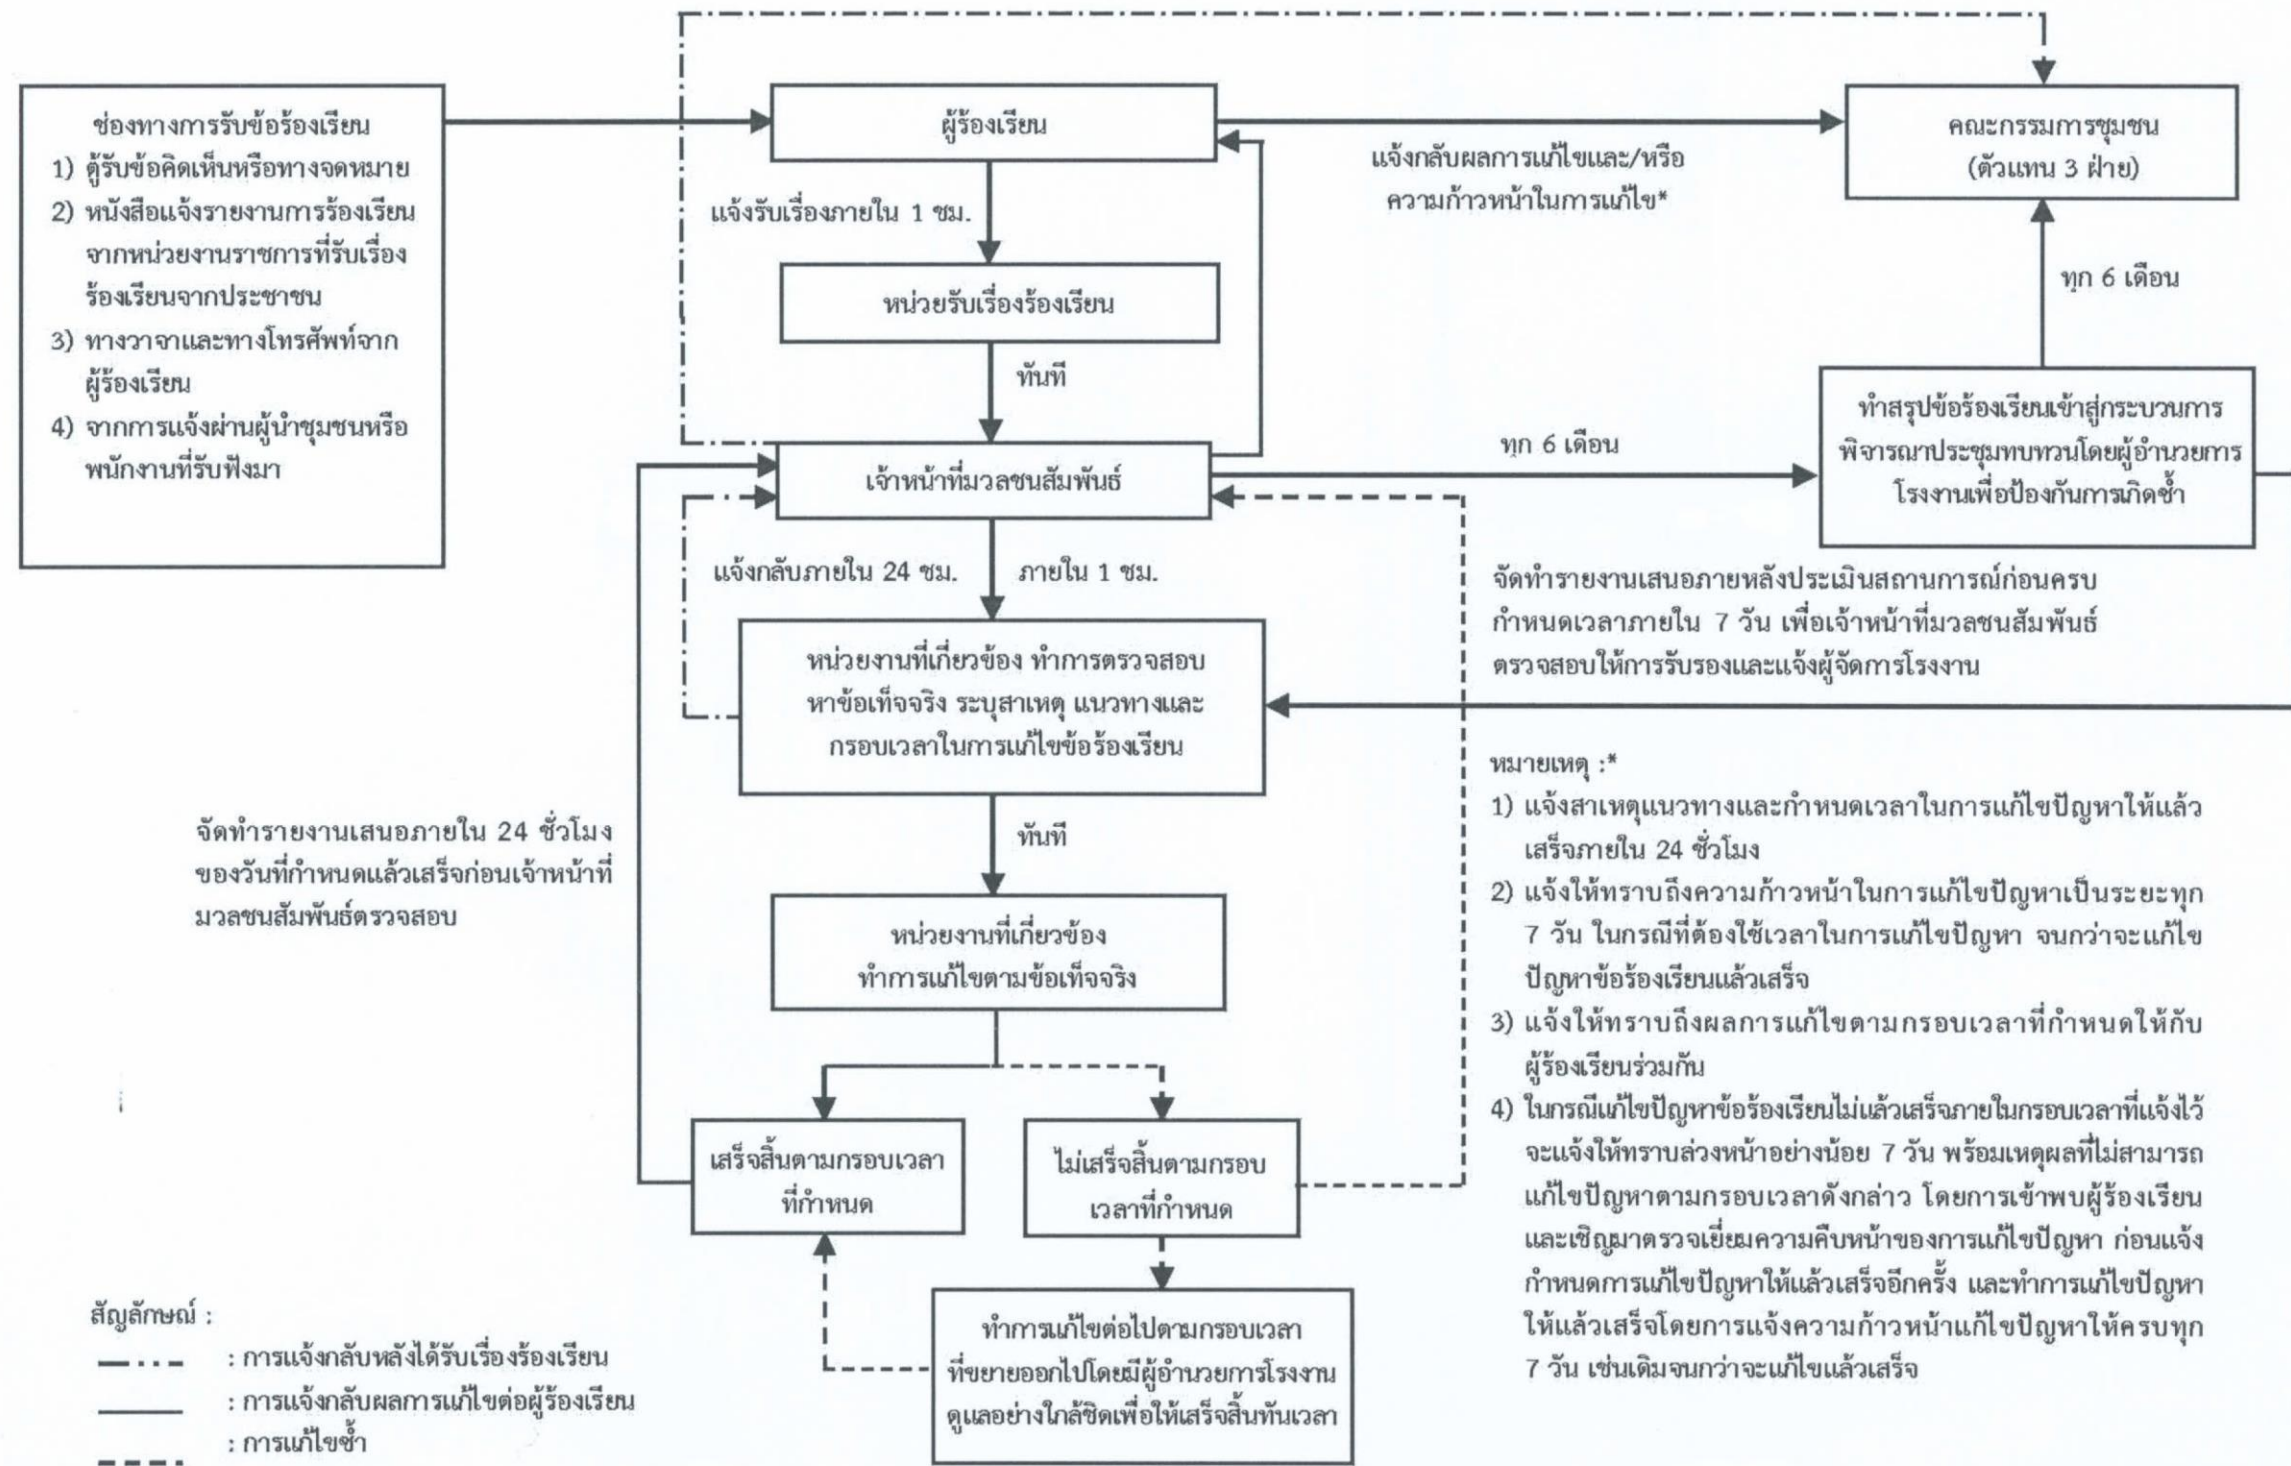 ช่องทางการรับข้อร้องเรียน
1) ตู้รับข้อคิดเห็นหรือทางจดหมาย
2) หนังสือแจ้งรายงานการร้องเรียน
จากหน่วยงานราชการที่รับเรื่อง
ร้องเรียนจากประชาชน
3) ทางวาจาและทางโทรศัพท์จาก
ผู้ร้องเรียน
4) จากการแจ้งผ่านผู้นำชุมชนหรือ
พนักงานที่รับฟังมา
ผู้ร้องเรียน
แจ้งกลับผลการแก้ไขและ/หรือ
ความก้าวหน้าในการแก้ไข*
คณะกรรมการชุมชน
(ตัวแทน 3 ฝ่าย)
แจ้งรับเรื่องภายใน 1 ชม.
หน่วยรับเรื่องร้องเรียน
ทุก 6 เดือน
ทันที
เจ้าหน้าที่มวลชนสัมพันธ์
ทุก 6 เดือน
ทำสรุปข้อร้องเรียนเข้าสู่กระบวนการ
พิจารณาประชุมทบทวนโดยผู้อำนวยการ
โรงงานเพื่อป้องกันการเกิดซ้ำ
แจ้งกลับภายใน 24 ชม.
ภายใน 1 ชม.
จัดทำรายงานเสนอภายหลังประเมินสถานการณ์ก่อนครบ
กำหนดเวลาภายใน 7 วัน เพื่อเจ้าหน้าที่มวลชนสัมพันธ์
ตรวจสอบให้การรับรองและแจ้งผู้จัดการโรงงาน
หน่วยงานที่เกี่ยวข้อง ทำการตรวจสอบ
หาข้อเท็จจริง ระบุสาเหตุ แนวทางและ
กรอบเวลาในการแก้ไขข้อร้องเรียน
ทันที
จัดทำรายงานเสนอภายใน 24 ชั่วโมง
ของวันที่กำหนดแล้วเสร็จก่อนเจ้าหน้าที่
มวลชนสัมพันธ์ตรวจสอบ
หน่วยงานที่เกี่ยวข้อง
ทำการแก้ไขตามข้อเท็จจริง
เสร็จสิ้นตามกรอบเวลา
ที่กำหนด
ไม่เสร็จสิ้นตามกรอบ
เวลาที่กำหนด
ทำการแก้ไขต่อไปตามกรอบเวลา
ที่ขยายออกไปโดยมีผู้อำนวยการโรงงาน
ดูแลอย่างใกล้ชิดเพื่อให้เสร็จสิ้นทันเวลา
หมายเหตุ :*
1) แจ้งสาเหตุแนวทางและกำหนดเวลาในการแก้ไขปัญหาให้แล้ว
เสร็จภายใน 24 ชั่วโมง
2) แจ้งให้ทราบถึงความก้าวหน้าในการแก้ไขปัญหาเป็นระยะทุก
7 วัน ในกรณีที่ต้องใช้เวลาในการแก้ไขปัญหา จนกว่าจะแก้ไข
ปัญหาข้อร้องเรียนแล้วเสร็จ
3) แจ้งให้ทราบถึงผลการแก้ไขตามกรอบเวลาที่กำหนดให้กับ
ผู้ร้องเรียนร่วมกัน
4) ในกรณีแก้ไขปัญหาข้อร้องเรียนไม่แล้วเสร็จภายในกรอบเวลาที่แจ้งไว้
จะแจ้งให้ทราบล่วงหน้าอย่างน้อย 7 วัน พร้อมเหตุผลที่ไม่สามารถ
แก้ไขปัญหาตามกรอบเวลาดังกล่าว โดยการเข้าพบผู้ร้องเรียน
และเชิญมาตรวจเยี่ยมความคืบหน้าของการแก้ไขปัญหา ก่อนแจ้ง
กำหนดการแก้ไขปัญหาให้แล้วเสร็จอีกครั้ง และทำการแก้ไขปัญหา
ให้แล้วเสร็จโดยการแจ้งความก้าวหน้าแก้ไขปัญหาให้ครบทุก
7 วัน เช่นเดิมจนกว่าจะแก้ไขแล้วเสร็จ
สัญลักษณ์ :
: การแจ้งกลับหลังได้รับเรื่องร้องเรียน
: การแจ้งกลับผลการแก้ไขต่อผู้ร้องเรียน
: การแก้ไขซ้ำ